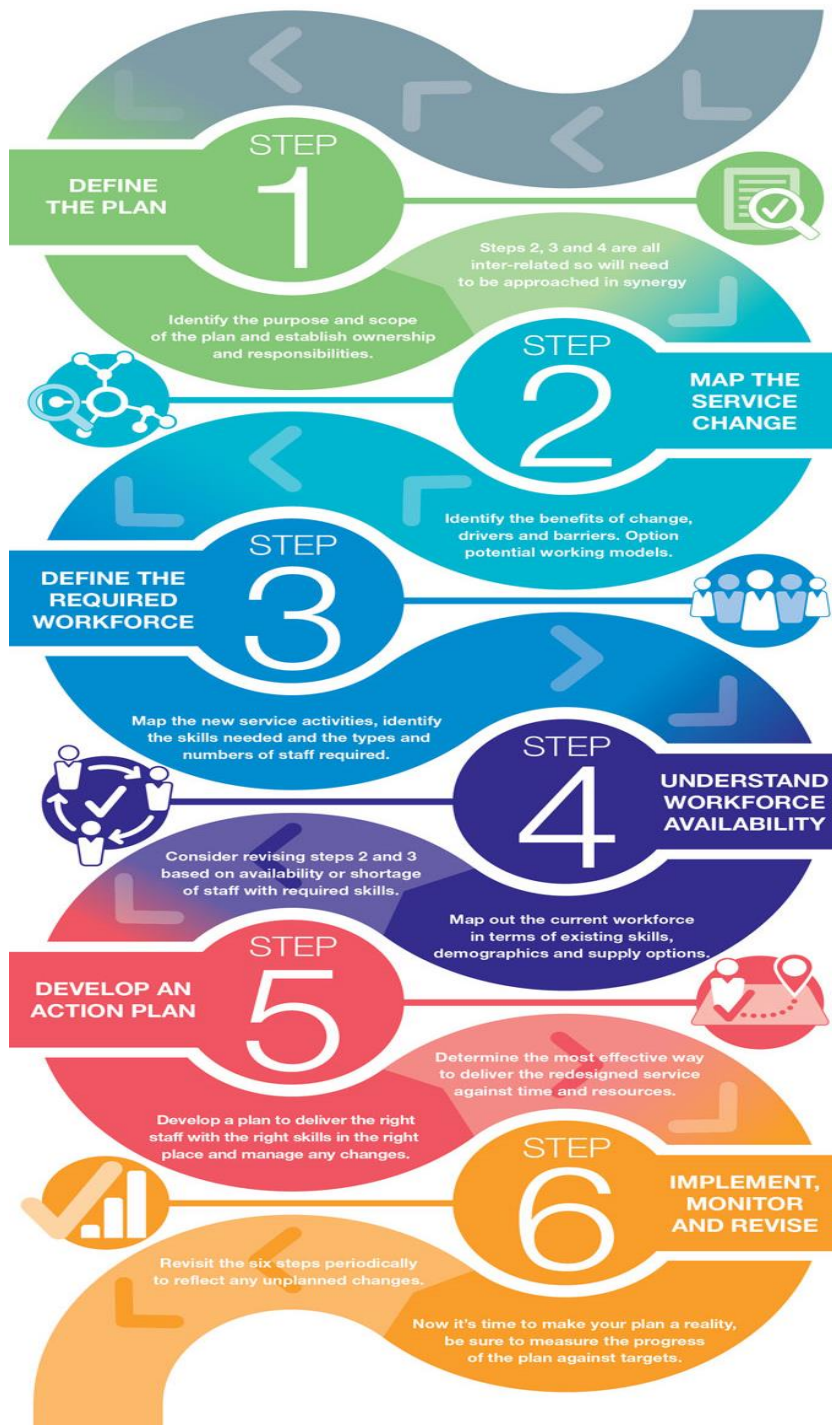 STEP
1
DEFINE
THE PLAN
Identify the purpose and scope
of the plan and establish ownership
and responsibilities.
Steps 2, 3 and 4 are all
inter-related so will need
to be approached in synergy
STEP
2
MAP THE
SERVICE
CHANGE
Identify the benefits of change,
drivers and barriers. Option
potential working models.
STEP
3
DEFINE THE
REQUIRED
WORKFORCE
Map the new service activities, identify
the skills needed and the types and
numbers of staff required.
STEP
4
UNDERSTAND
WORKFORCE
AVAILABILITY
Map out the current workforce
in terms of existing skills,
demographics and supply options.
Consider revising steps 2 and 3
based on availability or shortage
of staff with required skills.
STEP
5
DEVELOP AN
ACTION PLAN
Develop a plan to deliver the right
staff with the right skills in the right
place and manage any changes.
Determine the most effective way
to deliver the redesigned service
against time and resources.
STEP
6
IMPLEMENT,
MONITOR
AND REVISE
Now it's time to make your plan a reality,
be sure to measure the progress
of the plan against targets.
Revisit the six steps periodically
to reflect any unplanned changes.